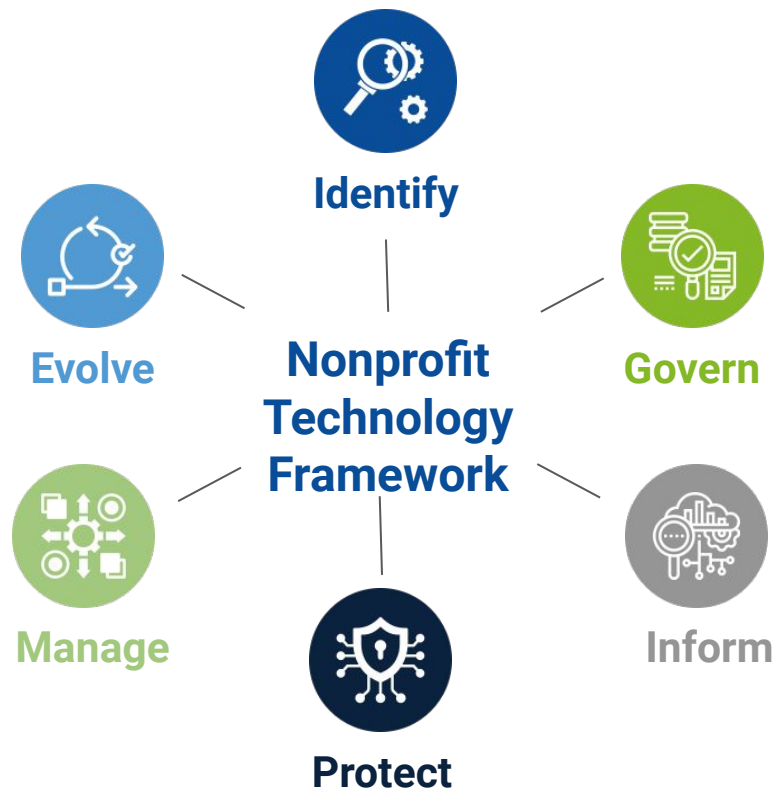 Identify
Evolve
Govern
Nonprofit
Technology
Framework
Manage
Inform
Protect